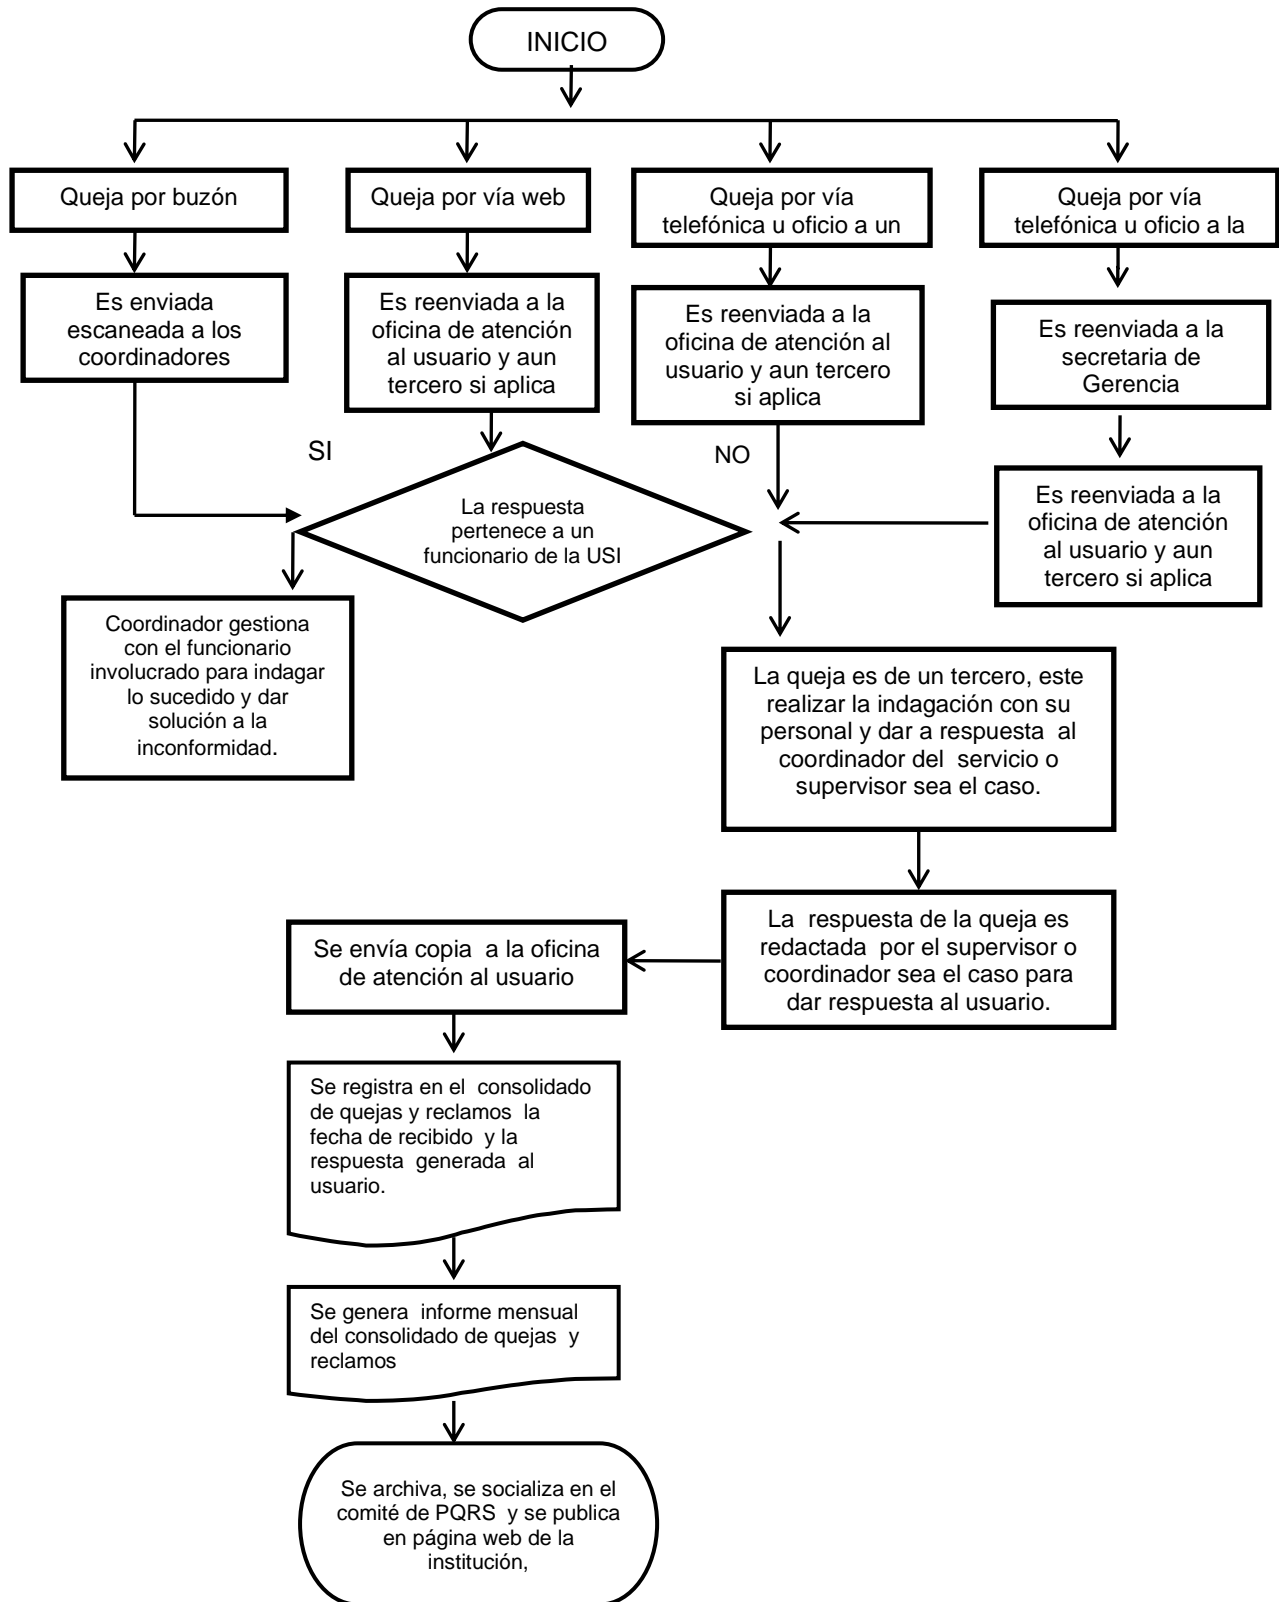 INICIO
Queja por buzón
Queja por vía web
Queja por vía
telefónica u oficio a un
Queja por vía
telefónica u oficio a la
Es enviada
escaneada a los
coordinadores
Es reenviada a la
oficina de atención
al usuario y aun
tercero si aplica
Es reenviada a la
oficina de atención al
usuario y aun tercero
si aplica
Es reenviada a la
secretaria de
Gerencia
SI
NO
La respuesta
pertenece a un
funcionario de la USI
Es reenviada a la
oficina de atención
al usuario y aun
tercero si aplica
Coordinador gestiona
con el funcionario
involucrado para indagar
lo sucedido y dar
solución a la
inconformidad.
La queja es de un tercero, este
realizar la indagación con su
personal y dar a respuesta al
coordinador del servicio o
supervisor sea el caso.
La respuesta de la queja es
redactada por el supervisor o
coordinador sea el caso para
dar respuesta al usuario.
Se envía copia a la oficina
de atención al usuario
Se registra en el consolidado
de quejas y reclamos la
fecha de recibido y la
respuesta generada al
usuario.
Se genera informe mensual
del consolidado de quejas y
reclamos
Se archiva, se socializa en el
comité de PQRS y se publica
en página web de la
institución,